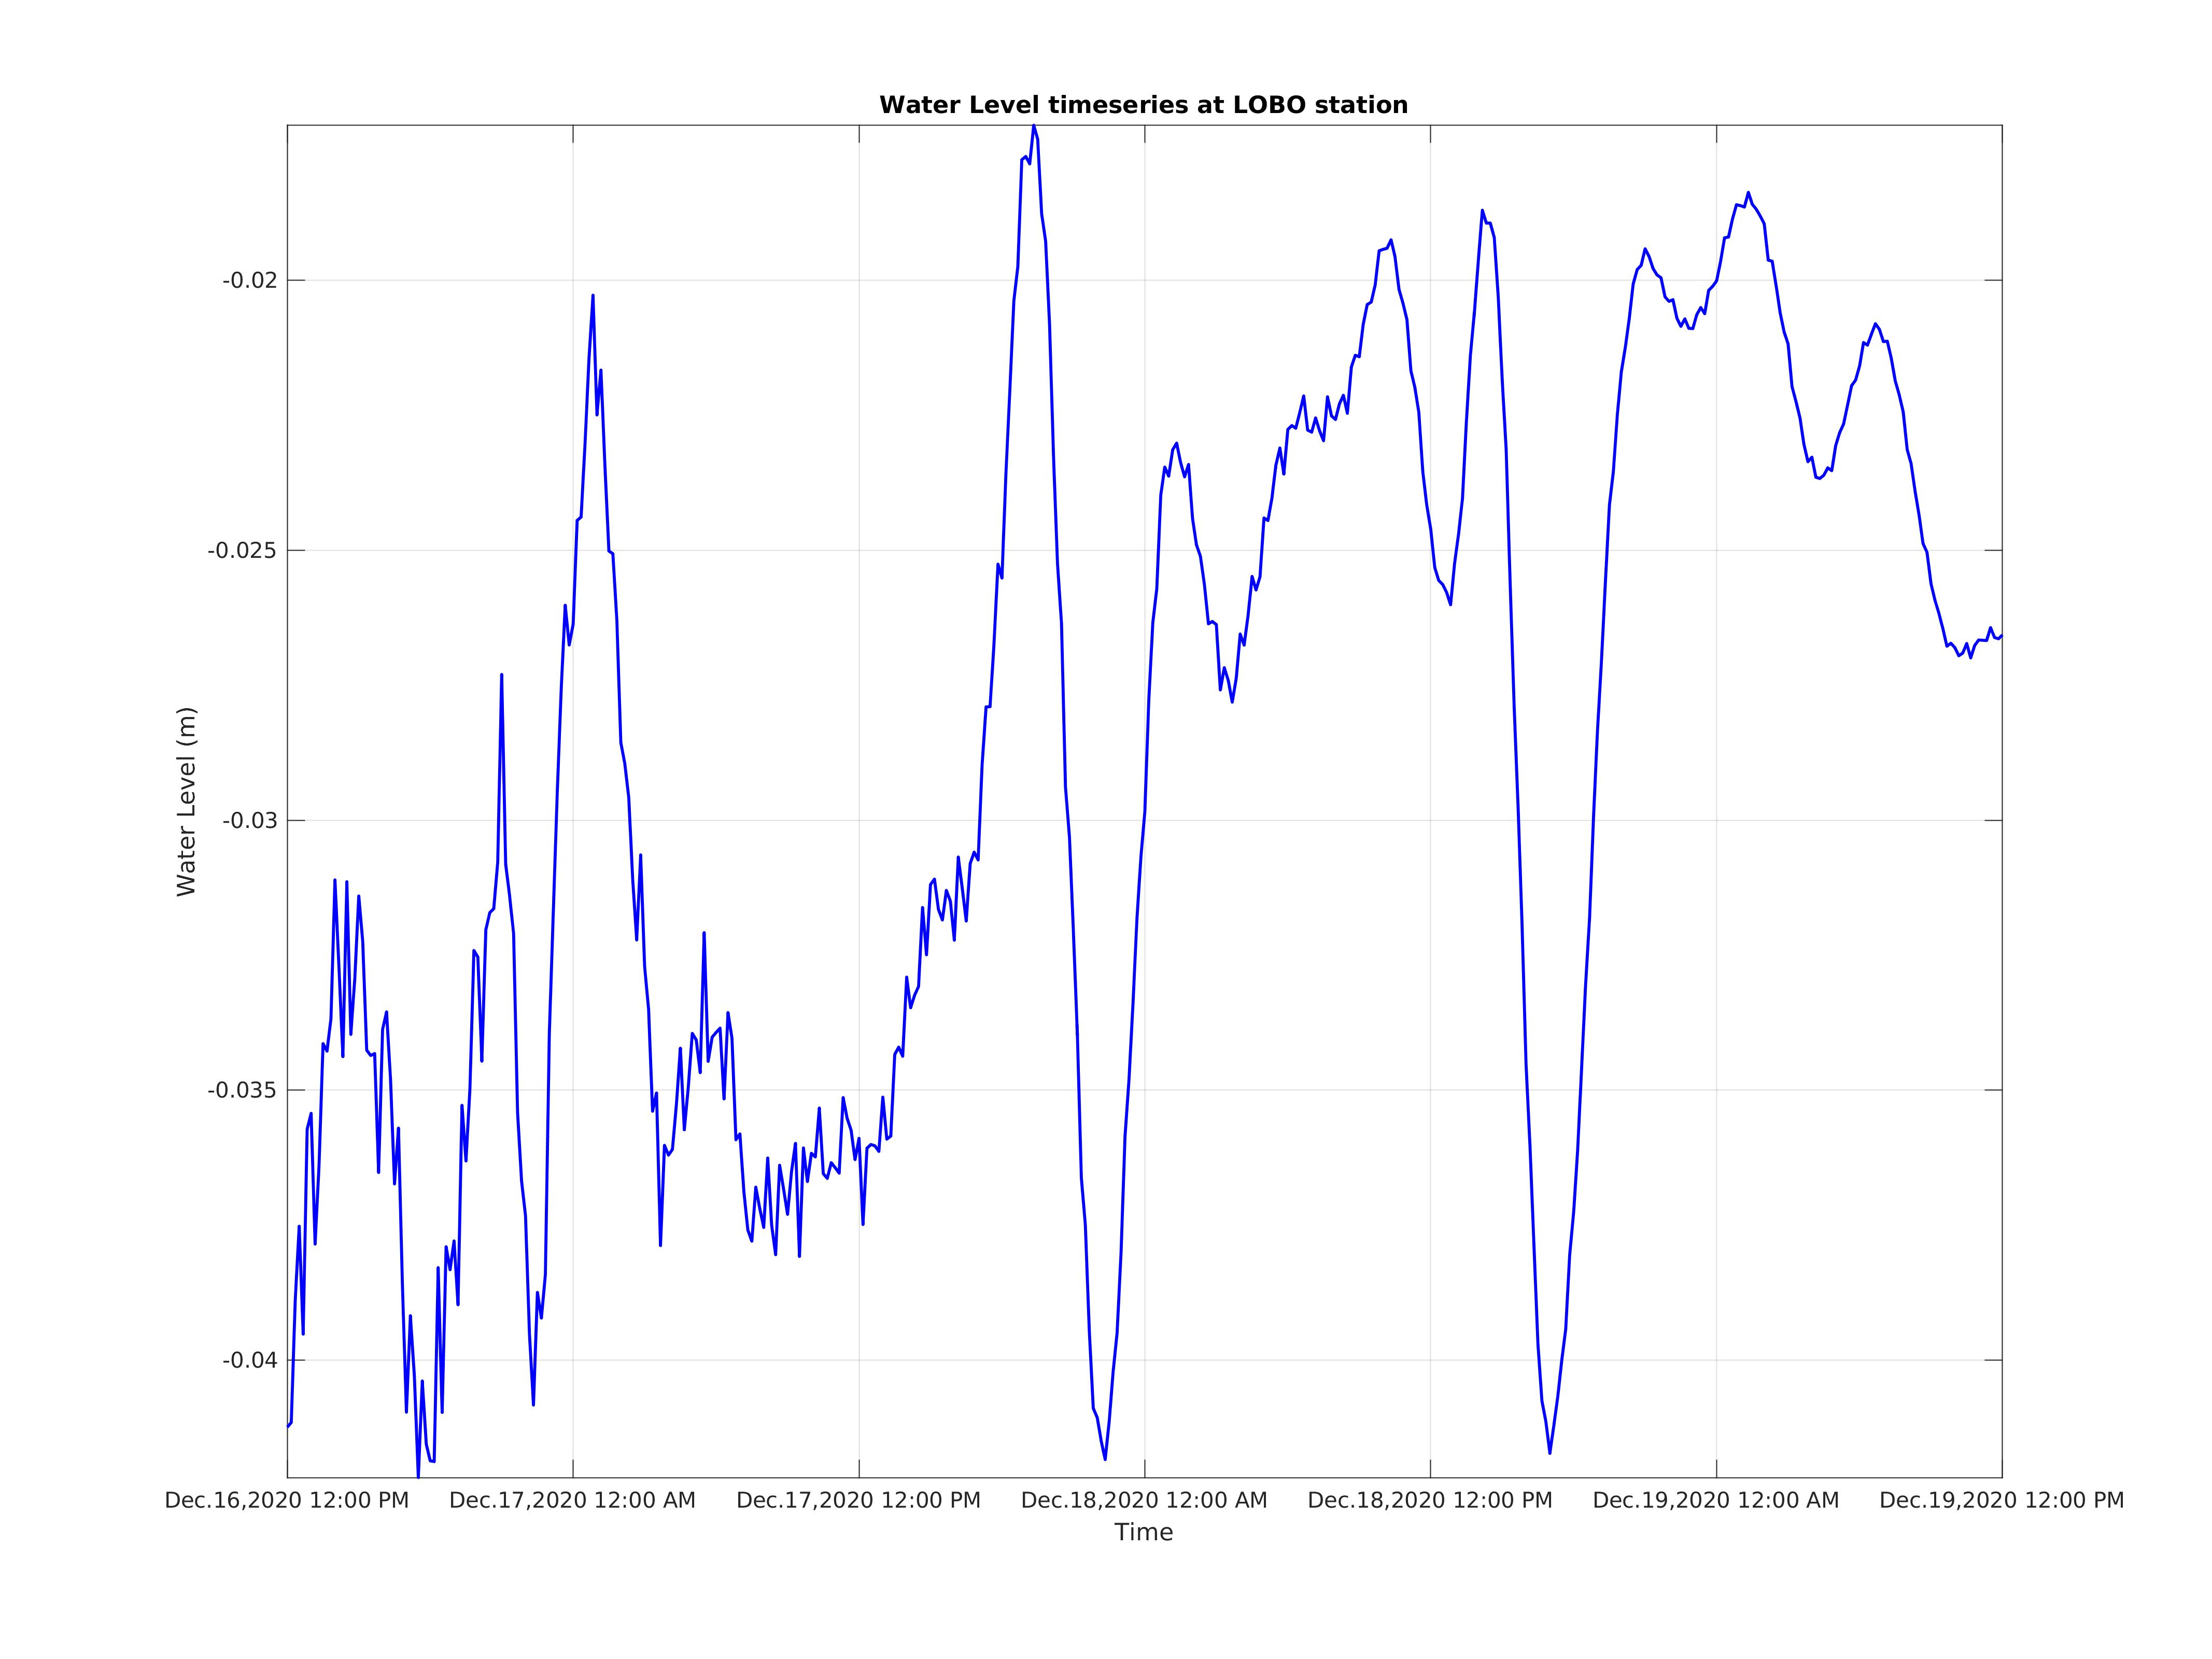 Water Level timeseries at LOBO station
-0.02
-0.025
-0.03
-0.035
-0.04
Water Level (m)
Dec.16,2020 12:00 PM
Dec.17,2020 12:00 AM
Dec.17,2020 12:00 PM
Dec.18,2020 12:00 AM
Dec.18,2020 12:00 PM
Dec.19,2020 12:00 AM
Dec.19,2020 12:00 PM
Time